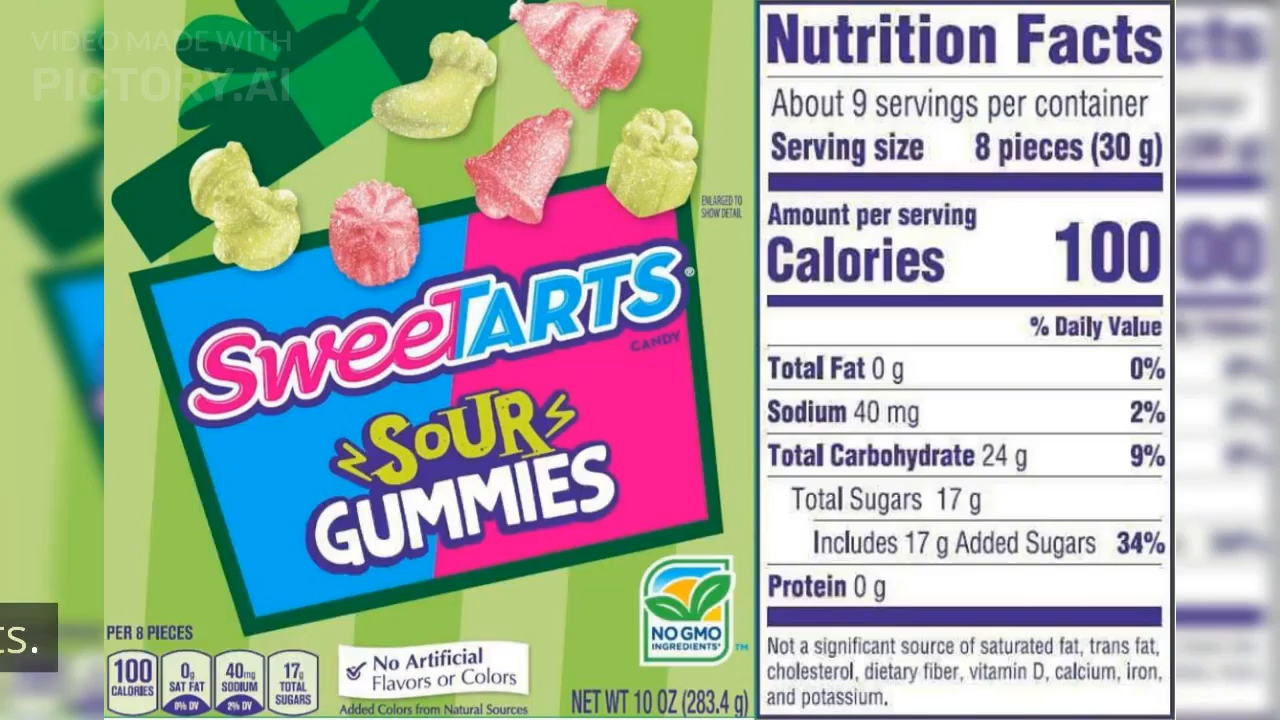 VIDEO MADE WITH
PICTORY.AI
ENLARGED TO
SHOW DETAIL
SWEETARTS®
CANDY
SOUR
GUMMIES
NO GMO
INGREDIENTS*
TM
ts.
PER 8 PIECES
100
CALORIES
0g
SAT FAT
0% DV
40mg
SODIUM
2% DV
17g
TOTAL
SUGARS
No Artificial
Flavors or Colors
Added Colors from Natural Sources
NET WT 10 OZ (283.4 g)
Nutrition Facts
About 9 servings per container
Serving size 8 pieces (30 g)
Amount per serving
Calories 100
% Daily Value
Total Fat 0 g 0%
Sodium 40 mg 2%
Total Carbohydrate 24 g 9%
Total Sugars 17 g
Includes 17 g Added Sugars 34%
Protein 0 g
Not a significant source of saturated fat, trans fat,
cholesterol, dietary fiber, vitamin D, calcium, iron,
and potassium.